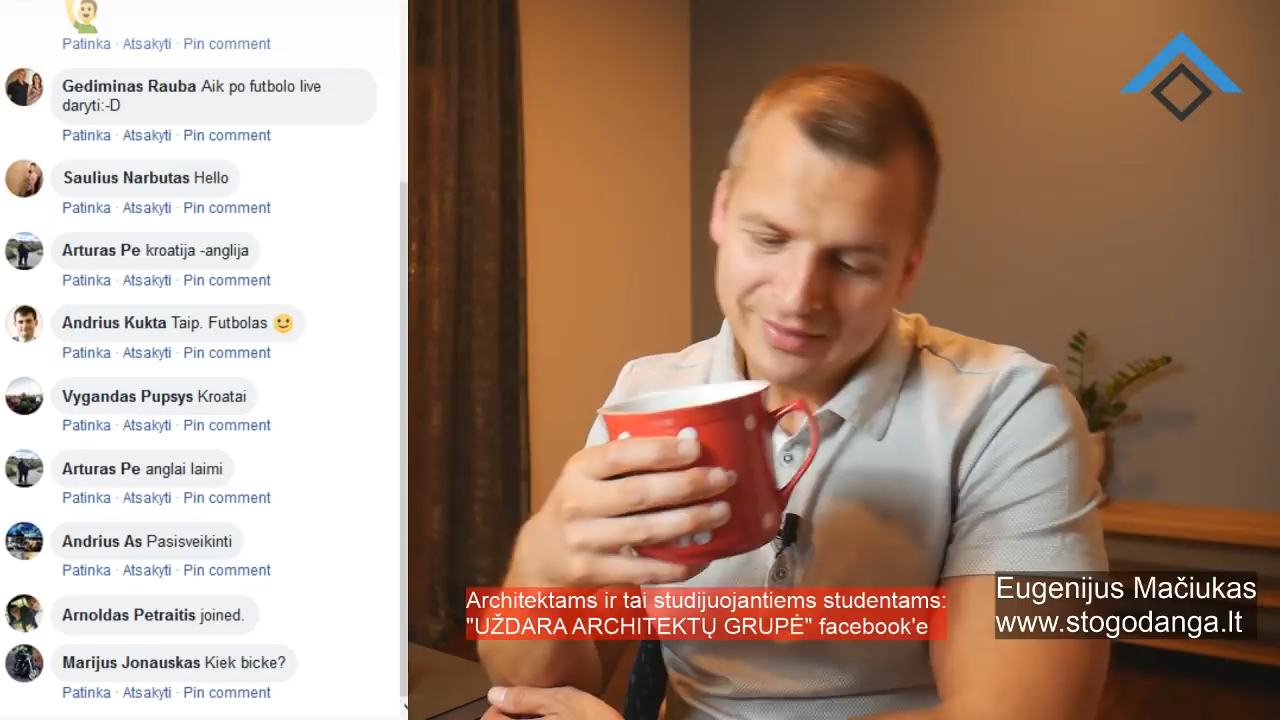 Patinka · Atsakyti · Pin comment
Gediminas Rauba Aik po futbolo live
daryti:-D
Patinka · Atsakyti · Pin comment
Saulius Narbutas Hello
Patinka · Atsakyti · Pin comment
Arturas Pe kroatija -anglija
Patinka · Atsakyti · Pin comment
Andrius Kukta Taip. Futbolas 🙂
Patinka · Atsakyti · Pin comment
Vygandas Pupsys Kroatai
Patinka · Atsakyti · Pin comment
Arturas Pe anglai laimi
Patinka · Atsakyti · Pin comment
Andrius As Pasisveikinti
Patinka · Atsakyti · Pin comment
Arnoldas Petraitis joined.
Marijus Jonauskas Kiek bicke?
Patinka · Atsakyti · Pin comment
Architektams ir tai studijuojantiems studentams:
"UŽDARA ARCHITEKTŲ GRUPĖ" facebook'e
Eugenijus Mačiukas
www.stogodanga.lt